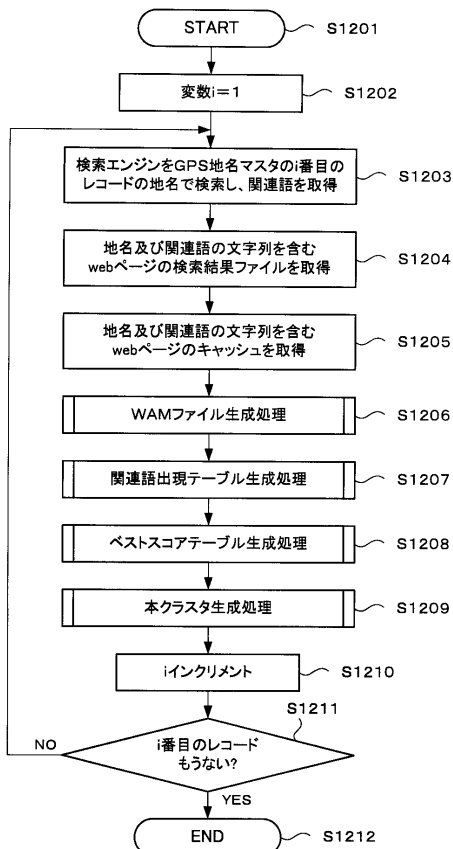 START
S1201
変数i＝1
S1202
検索エンジンをGPS地名マスタのi番目の
レコードの地名で検索し、関連語を取得
S1203
地名及び関連語の文字列を含む
webページの検索結果ファイルを取得
S1204
地名及び関連語の文字列を含む
webページのキャッシュを取得
S1205
WAMファイル生成処理
S1206
関連語出現テーブル生成処理
S1207
ベストスコアテーブル生成処理
S1208
本クラスタ生成処理
S1209
iインクリメント
S1210
S1211
NO
i番目のレコード
もうない?
YES
END
S1212